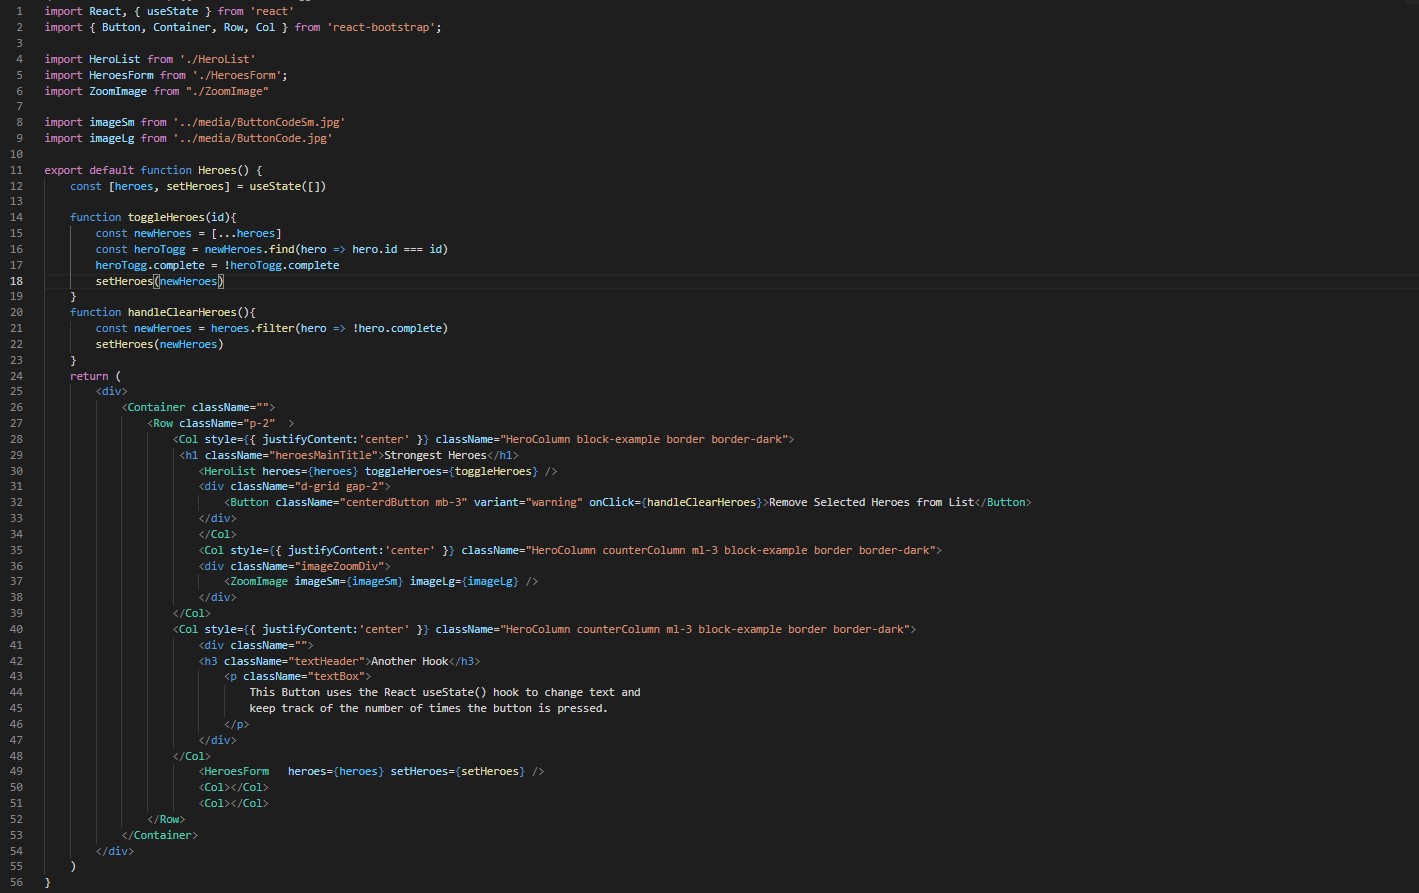 1 import React, { useState } from 'react'
2 import { Button, Container, Row, Col } from 'react-bootstrap';
3
4 import HeroList from './HeroList'
5 import HeroesForm from './HeroesForm';
6 import ZoomImage from "./ZoomImage"
7
8 import imageSm from '../media/ButtonCodeSm.jpg'
9 import imageLg from '../media/ButtonCode.jpg'
10
11 export default function Heroes() {
12     const [heroes, setHeroes] = useState([])
13
14     function toggleHeroes(id){
15         const newHeroes = [...heroes]
16         const heroTogg = newHeroes.find(hero => hero.id === id)
17         heroTogg.complete = !heroTogg.complete
18         setHeroes(newHeroes)
19     }
20     function handleClearHeroes(){
21         const newHeroes = heroes.filter(hero => !hero.complete)
22         setHeroes(newHeroes)
23     }
24     return (
25         <div>
26             <Container className="">
27                 <Row className="p-2"  >
28                     <Col style={{ justifyContent:'center' }} className="HeroColumn block-example border border-dark">
29                      <h1 className="heroesMainTitle">Strongest Heroes</h1>
30                         <HeroList heroes={heroes} toggleHeroes={toggleHeroes} />
31                         <div className="d-grid gap-2">
32                             <Button className="centerdButton mb-3" variant="warning" onClick={handleClearHeroes}>Remove Selected Heroes from List</Button>
33                         </div>
34                         </Col>
35                         <Col style={{ justifyContent:'center' }} className="HeroColumn counterColumn ml-3 block-example border border-dark">
36                         <div className="imageZoomDiv">
37                             <ZoomImage imageSm={imageSm} imageLg={imageLg} />
38                         </div>
39                     </Col>
40                     <Col style={{ justifyContent:'center' }} className="HeroColumn counterColumn ml-3 block-example border border-dark">
41                         <div className="">
42                         <h3 className="textHeader">Another Hook</h3>
43                             <p className="textBox">
44                                 This Button uses the React useState() hook to change text and
45                                 keep track of the number of times the button is pressed.
46                             </p>
47                         </div>
48                     </Col>
49                         <HeroesForm   heroes={heroes} setHeroes={setHeroes} />
50                         <Col></Col>
51                         <Col></Col>
52                 </Row>
53             </Container>
54         </div>
55     )
56 }